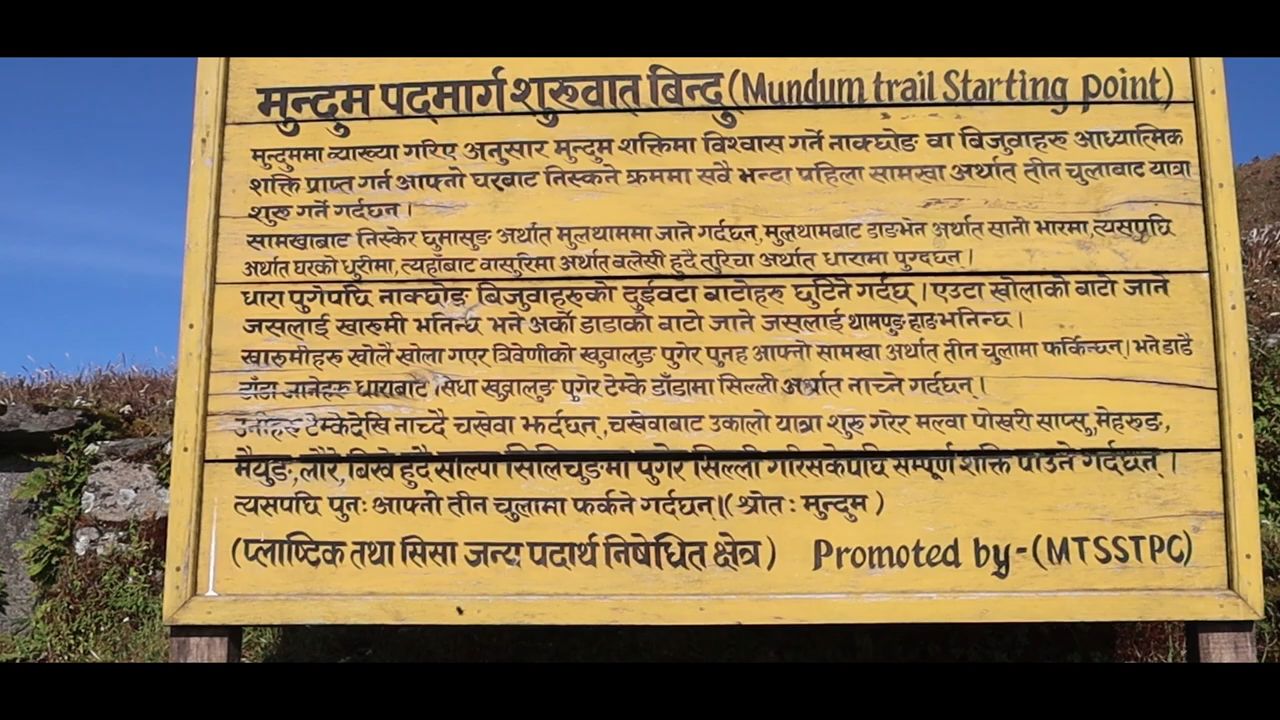 मुन्दुम पद्मार्ग शुरुवात बिन्दु (Mundum trail Starting point)
मुन्दुममा व्याख्या गरिए अनुसार मुन्दुम शक्तिमा विश्वास गर्ने नाक्छोङ वा बिजुवाहरु आध्यात्मिक
शक्ति प्राप्त गर्न आफ्नो घरबाट निस्कने क्रममा सबै भन्दा पहिला सामखा अर्थात तीन चुलाबाट यात्रा
शुरु गर्ने गर्दछन् ।
सामखाबाट निस्केर छुमासुङ अर्थात मुलथाममा जाने गर्दछन्, मुलथामबाट डाङभेन अर्थात सानो भारमा, त्यसपछि
अर्थात घरको धुरीमा, त्यहाँबाट वासुरिमा अर्थात वलेसी हुदै तुरिचा अर्थात धारामा पुग्दछन् ।
धारा पुगेपछि नाक्छोङ बिजुवाहरुको दुईवटा बाटोहरु छुटिने गर्दछ । एउटा खोलाको बाटो जाने
जसलाई खारुमी भनिन्छ भने अर्को डाडाको बाटो जाने जसलाई थामपुङ हाङ भनिन्छ ।
खारुमीहरु खोलै खोला गएर त्रिवेणीको खुवालुङ पुगेर पुनह आफ्नो सामखा अर्थात तीन चुलामा फर्किन्छन् । भने डाडै
डाँडा जानेहरु धाराबाट सिधा खुवालुङ पुगेर टेम्के डाँडामा सिल्ली अर्थात नाच्ने गर्दछन् ।
उनीहरु टेम्केदेखि नाच्दै चखेवा झर्दछन्, चखेवाबाट उकालो यात्रा शुरु गरेर मल्वा पोखरी साप्सु, मेहरुङ,
मैयुङ, लौरे, बिखे हुदै साल्पा सिलिचुङमा पुगेर सिल्ली गरिसकेपछि सम्पूर्ण शक्ति पाउने गर्दछन् ।
त्यसपछि पुनः आफ्नो तीन चुलामा फर्कने गर्दछन् । (श्रोत : मुन्दुम)
(प्लाष्टिक तथा सिसा जन्य पदार्थ निषेधित क्षेत्र) Promoted by-(MTSSTPC)